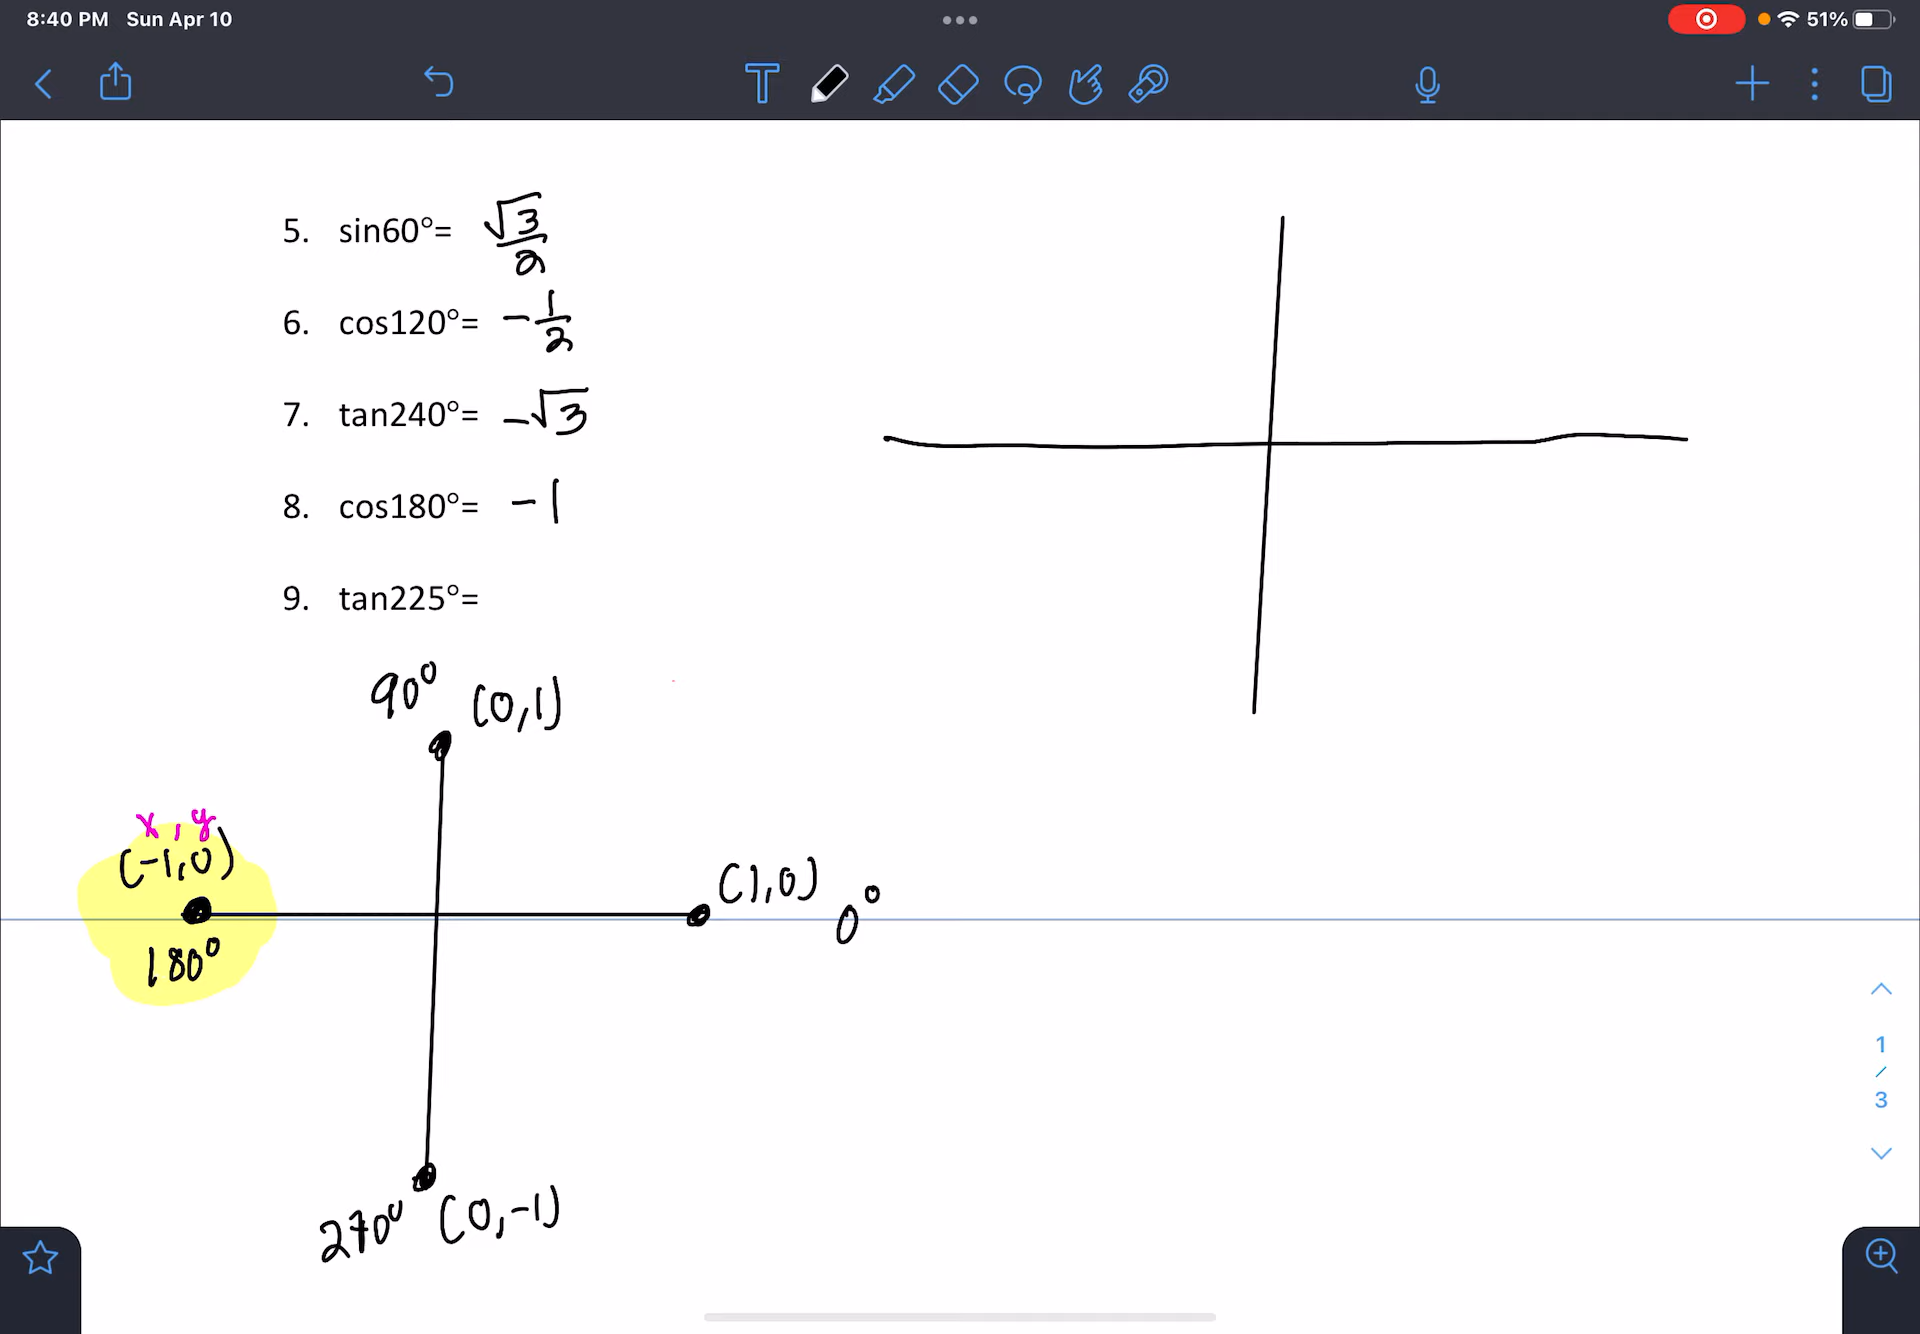 8:40 PM Sun Apr 10
51%
5. sin60°= √3/2
6. cos120°= -1/2
7. tan240°= -√3
8. cos180°= -1
9. tan225°=
90° (0,1)
x, y
(-1,0)
(1,0)
0°
180°
1
/
3
270° (0,-1)